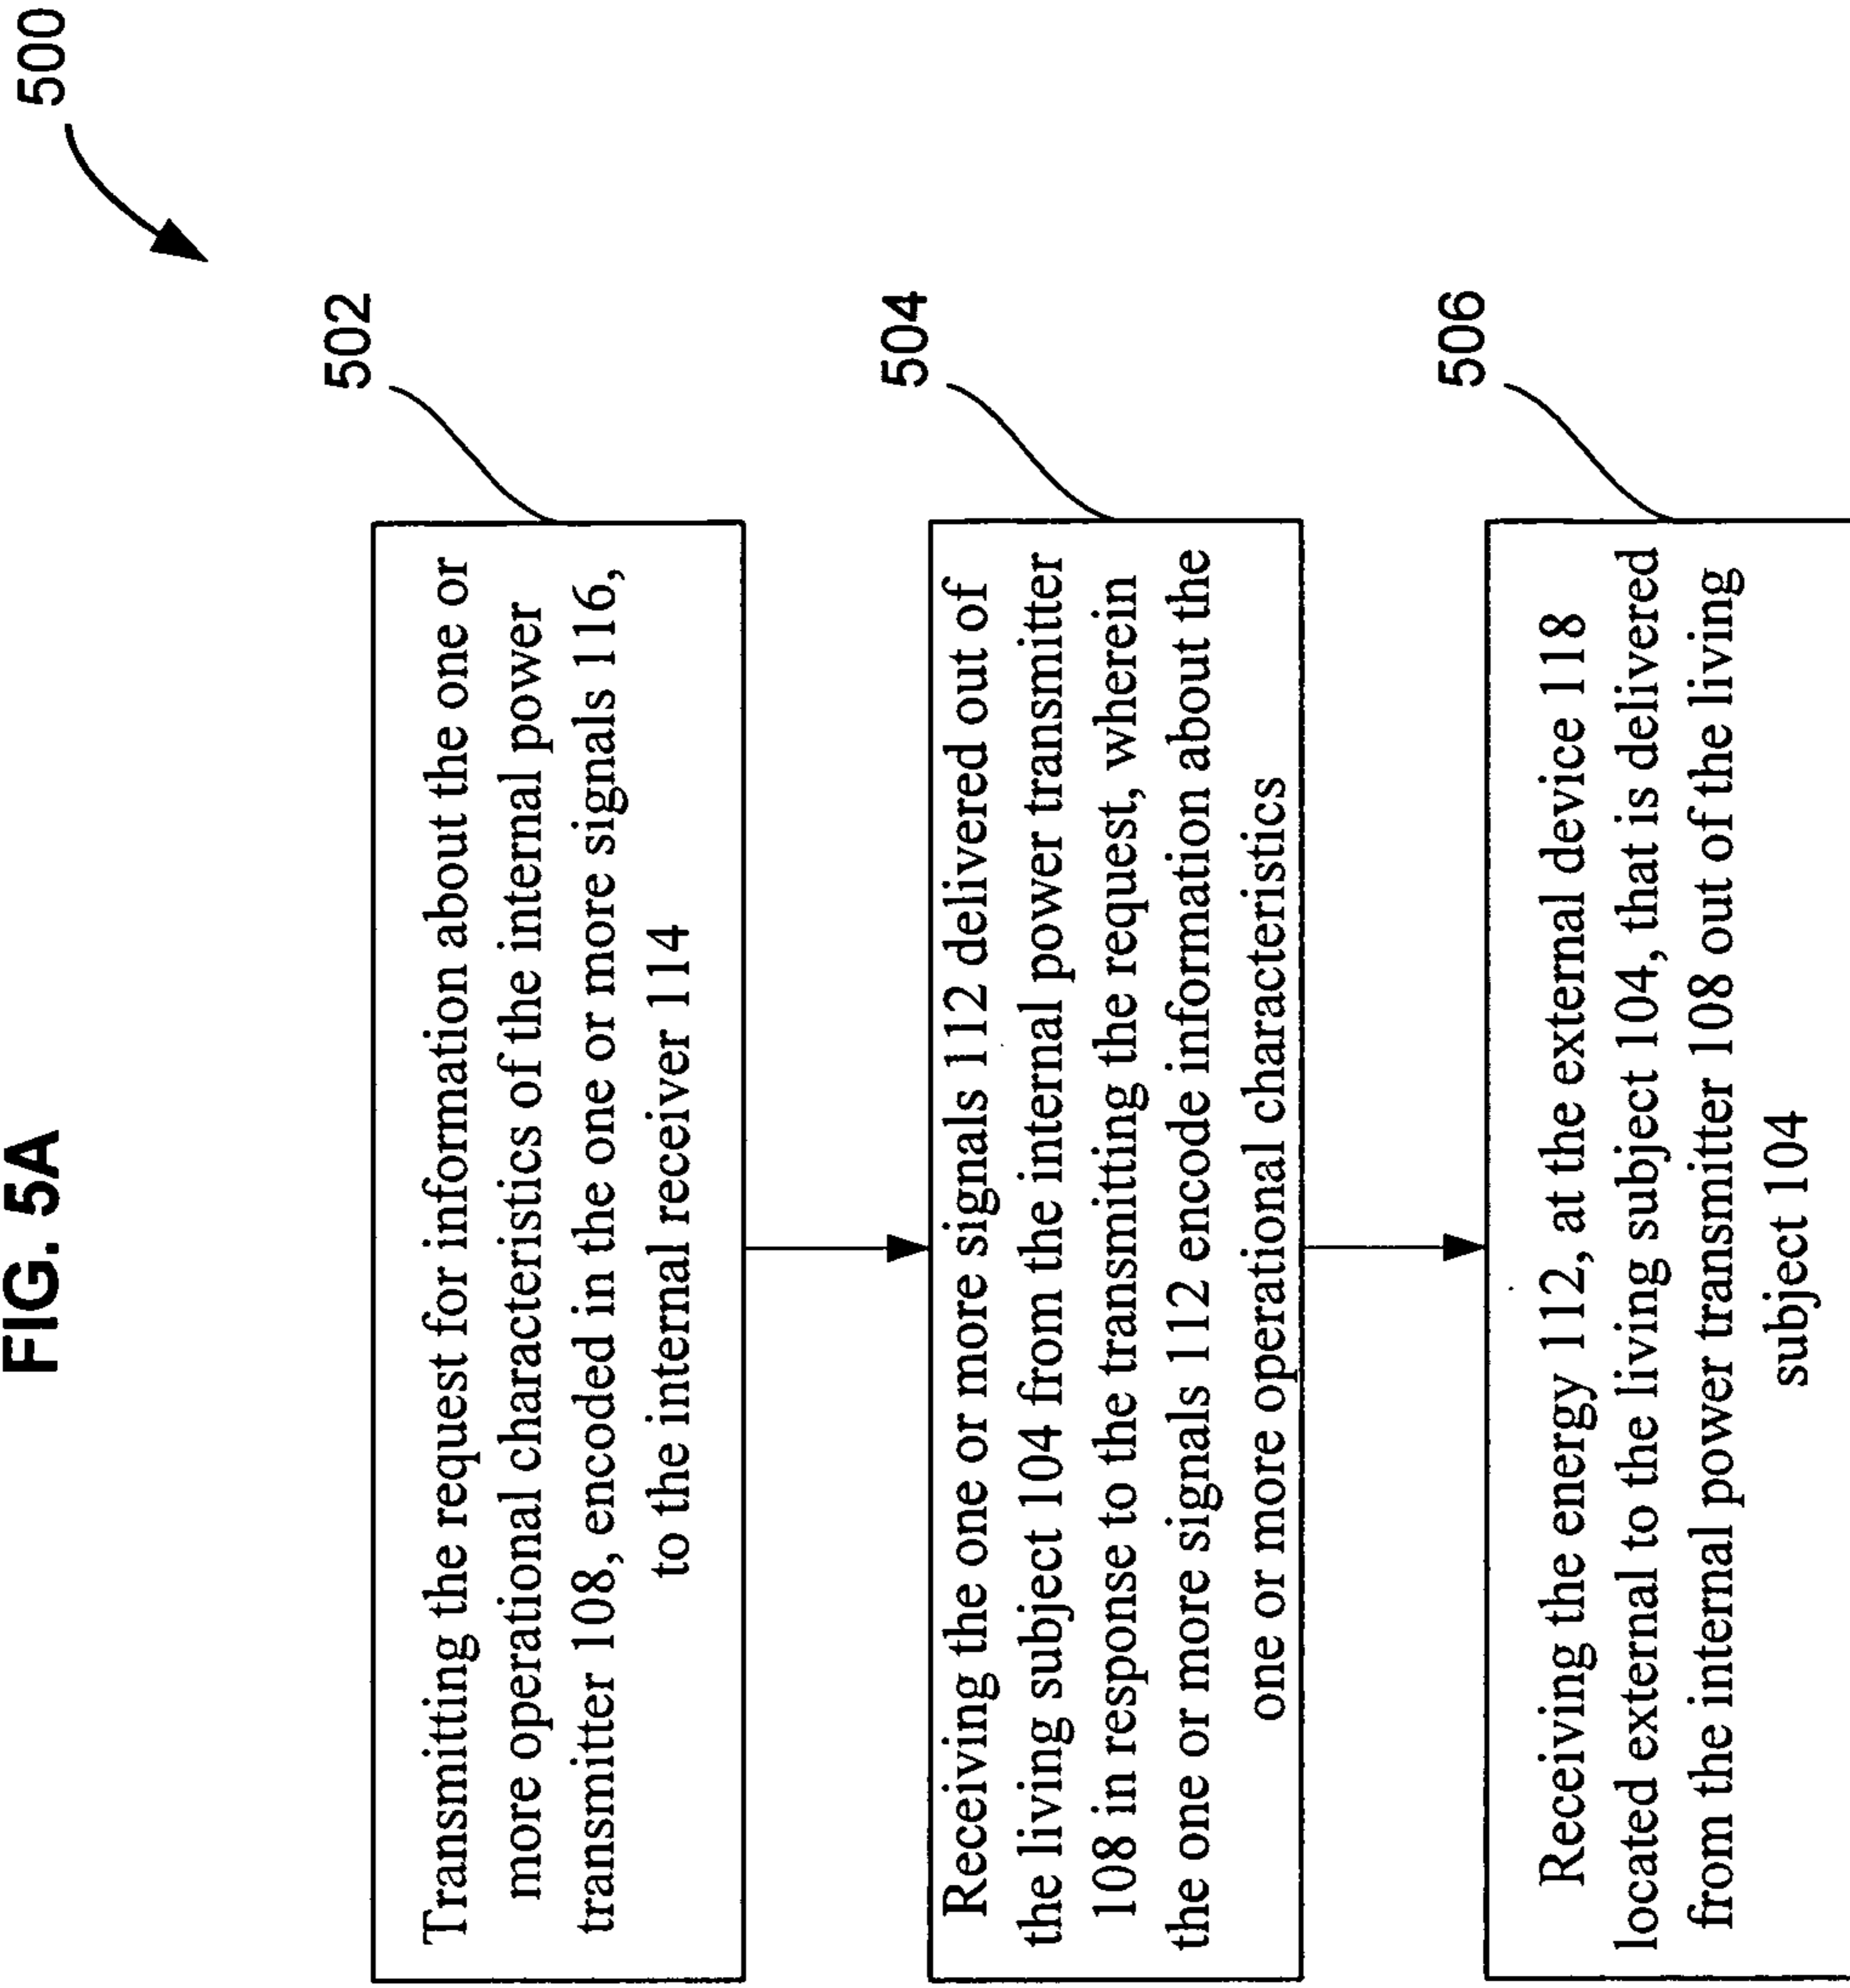 FIG. 5A
500
502
Transmitting the request for information about the one or
more operational characteristics of the internal power
transmitter 108, encoded in the one or more signals 116,
to the internal receiver 114
504
Receiving the one or more signals 112 delivered out of
the living subject 104 from the internal power transmitter
108 in response to the transmitting the request, wherein
the one or more signals 112 encode information about the
one or more operational characteristics
506
Receiving the energy 112, at the external device 118
located external to the living subject 104, that is delivered
from the internal power transmitter 108 out of the living
subject 104